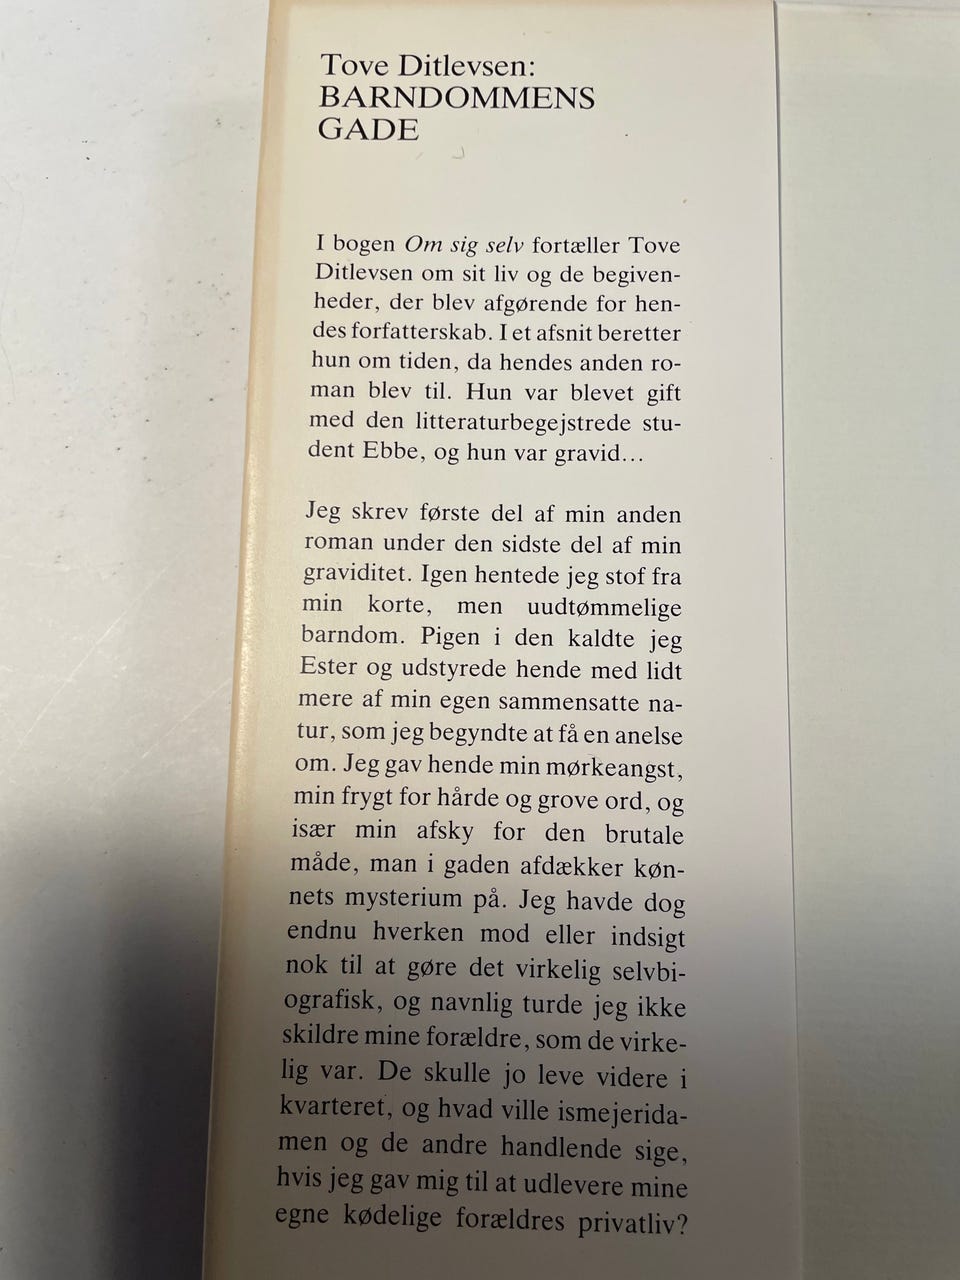 Tove Ditlevsen:
BARNDOMMENS
GADE
I bogen Om sig selv fortæller Tove
Ditlevsen om sit liv og de begiven-
heder, der blev afgørende for hen-
des forfatterskab. I et afsnit beretter
hun om tiden, da hendes anden ro-
man blev til. Hun var blevet gift
med den litteraturbegejstrede stu-
dent Ebbe, og hun var gravid...
Jeg skrev første del af min anden
roman under den sidste del af min
graviditet. Igen hentede jeg stof fra
min korte, men uudtømmelige
barndom. Pigen i den kaldte jeg
Ester og udstyrede hende med lidt
mere af min egen sammensatte na-
tur, som jeg begyndte at få en anelse
om. Jeg gav hende min mørkeangst,
min frygt for hårde og grove ord, og
især min afsky for den brutale
måde, man i gaden afdækker køn-
nets mysterium på. Jeg havde dog
endnu hverken mod eller indsigt
nok til at gøre det virkelig selvbi-
ografisk, og navnlig turde jeg ikke
skildre mine forældre, som de virke-
lig var. De skulle jo leve videre i
kvarteret, og hvad ville ismejerida-
men og de andre handlende sige,
hvis jeg gav mig til at udlevere mine
egne kødelige forældres privatliv?